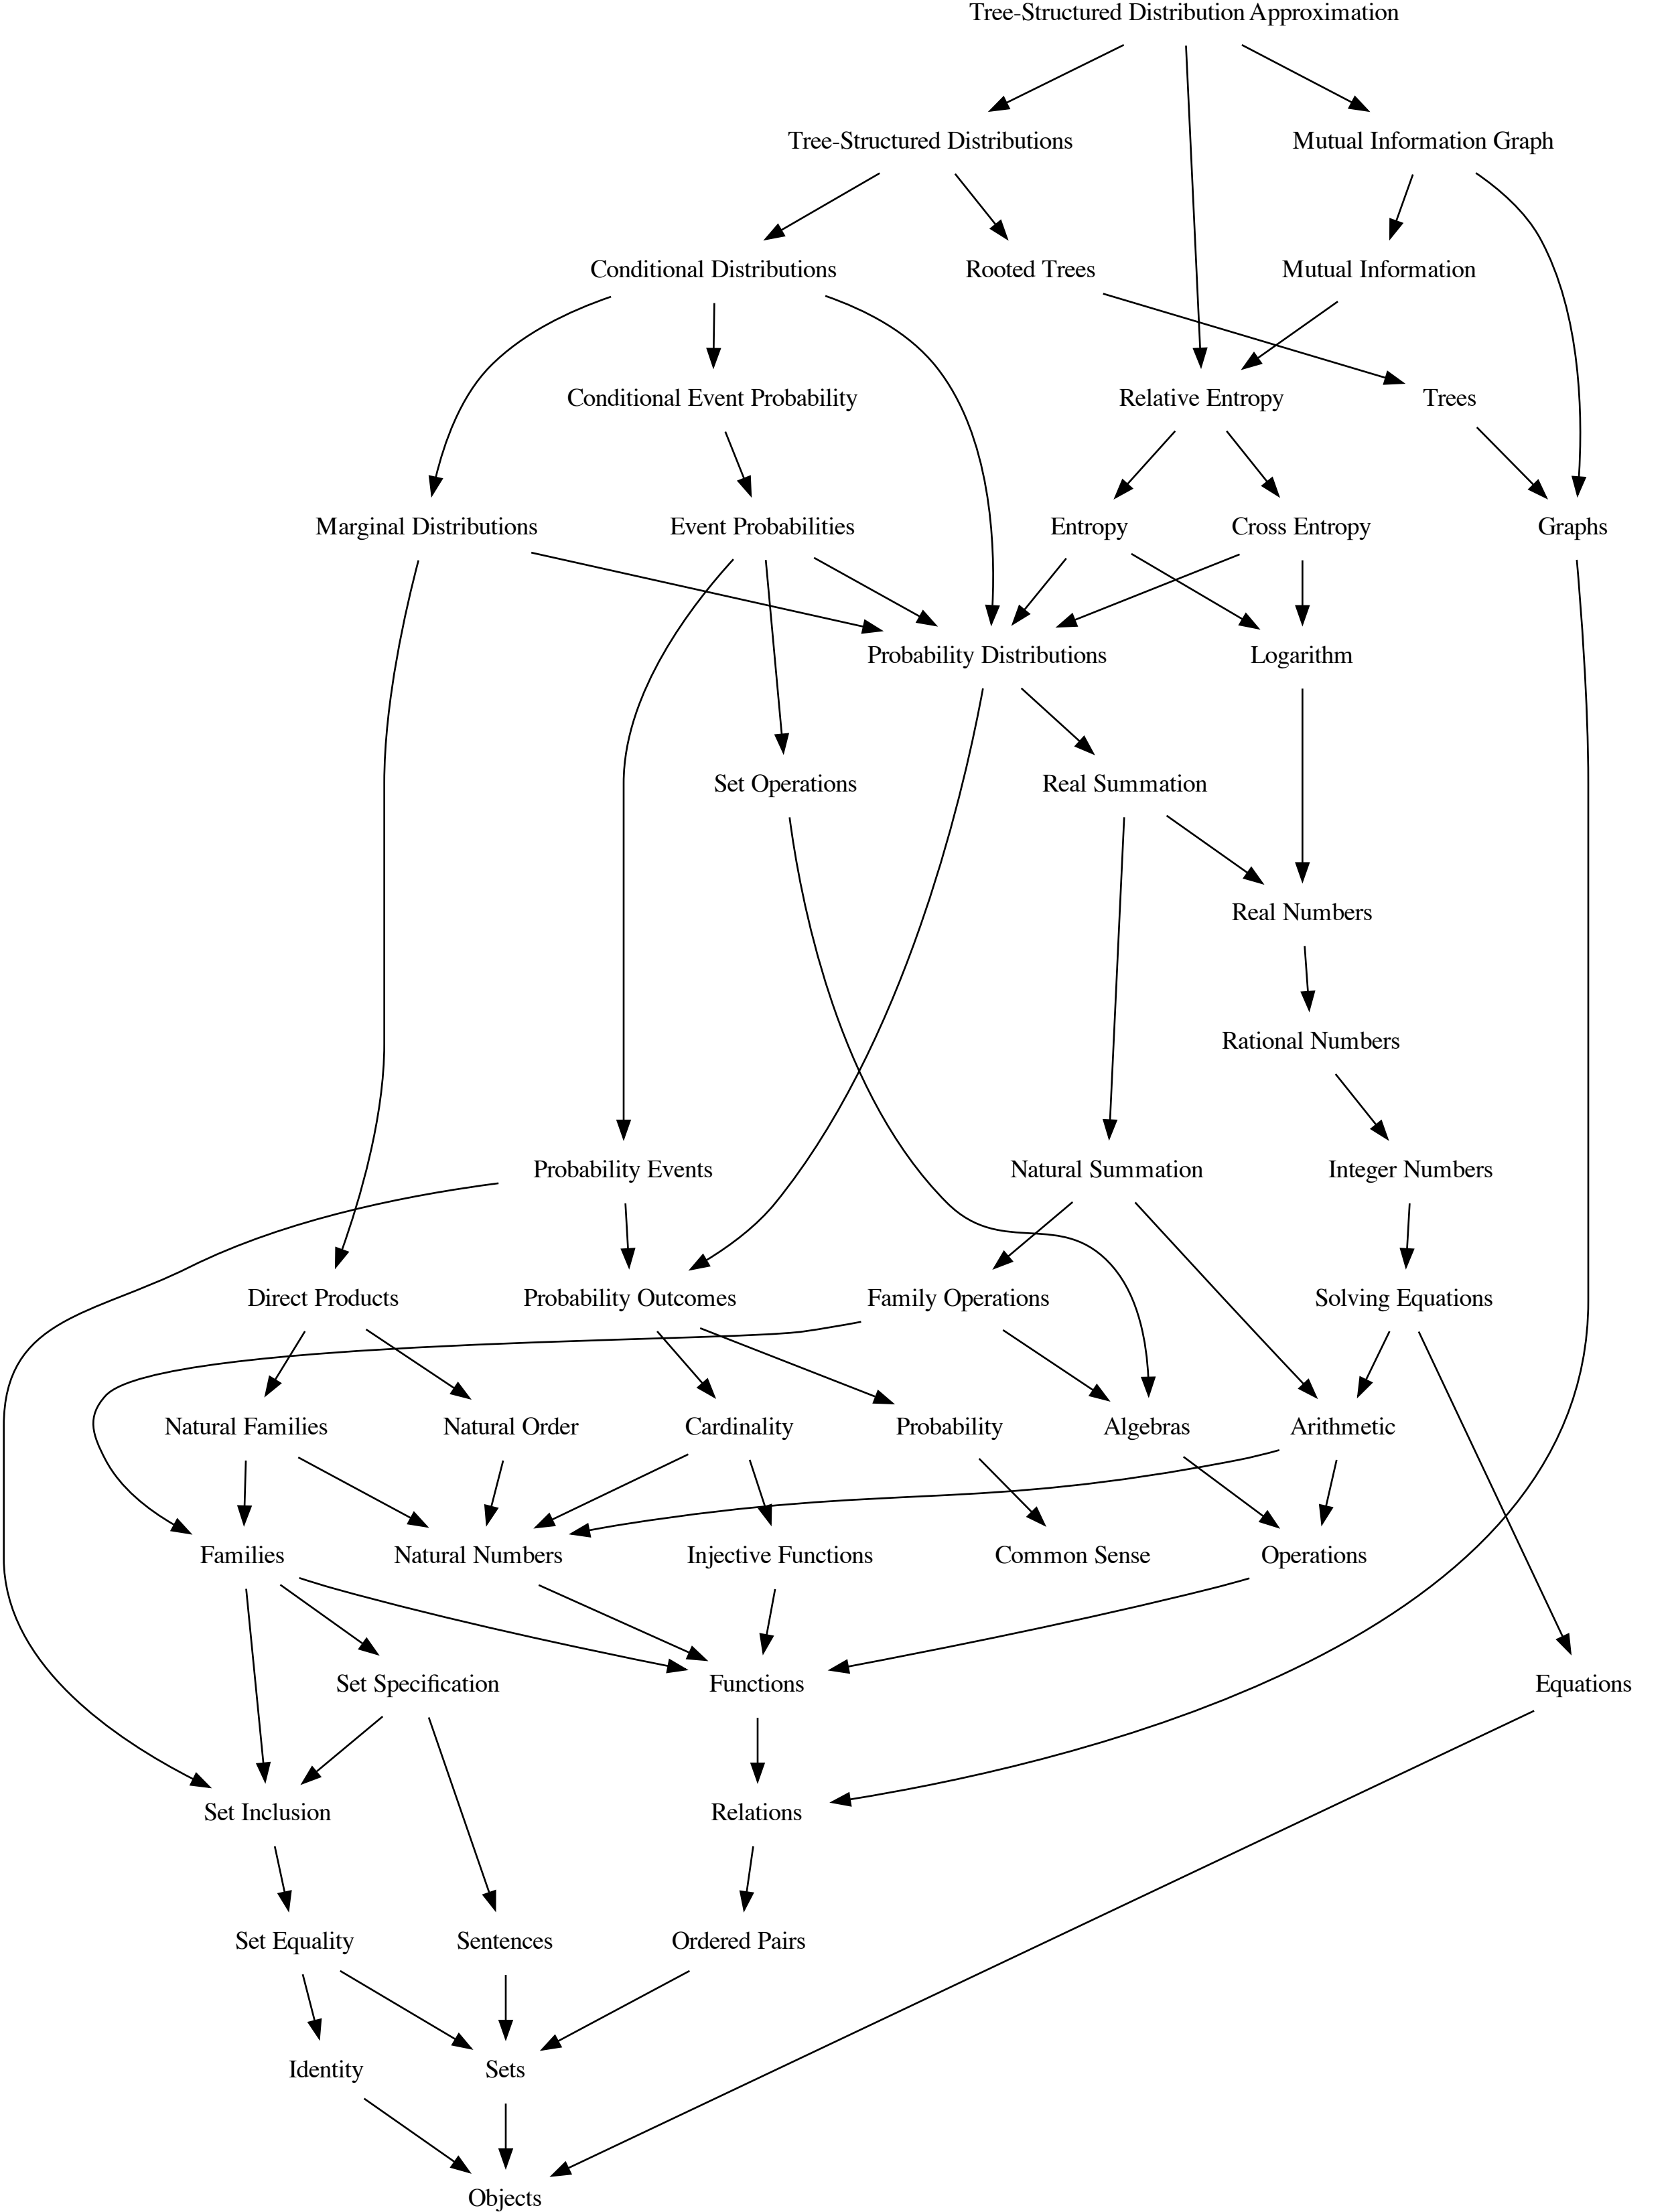 Tree-Structured Distribution Approximation
Tree-Structured Distributions
Mutual Information Graph
Conditional Distributions
Rooted Trees
Mutual Information
Conditional Event Probability
Relative Entropy
Trees
Marginal Distributions
Event Probabilities
Entropy
Cross Entropy
Graphs
Probability Distributions
Logarithm
Set Operations
Real Summation
Real Numbers
Rational Numbers
Probability Events
Natural Summation
Integer Numbers
Direct Products
Probability Outcomes
Family Operations
Solving Equations
Natural Families
Natural Order
Cardinality
Probability
Algebras
Arithmetic
Families
Natural Numbers
Injective Functions
Common Sense
Operations
Set Specification
Functions
Equations
Set Inclusion
Relations
Set Equality
Sentences
Ordered Pairs
Identity
Sets
Objects